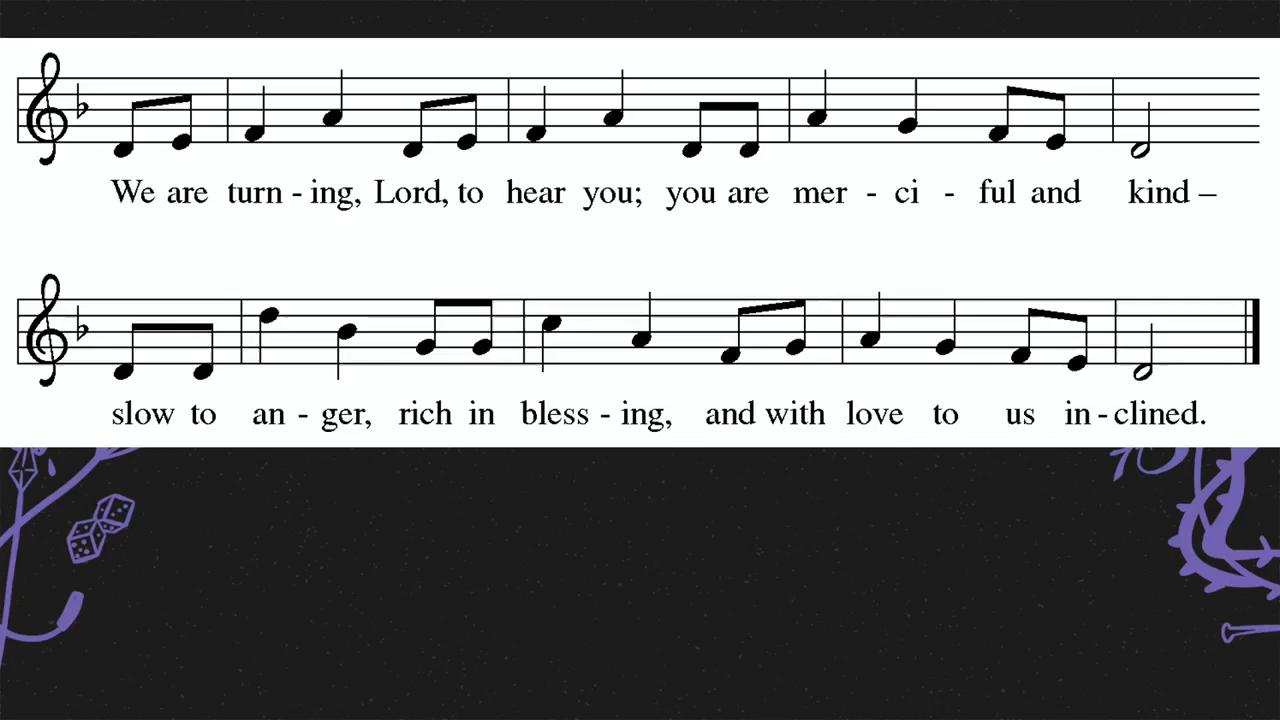 We are turn - ing, Lord, to hear you; you are mer - ci - ful and kind –
slow to an - ger, rich in bless - ing, and with love to us in - clined.